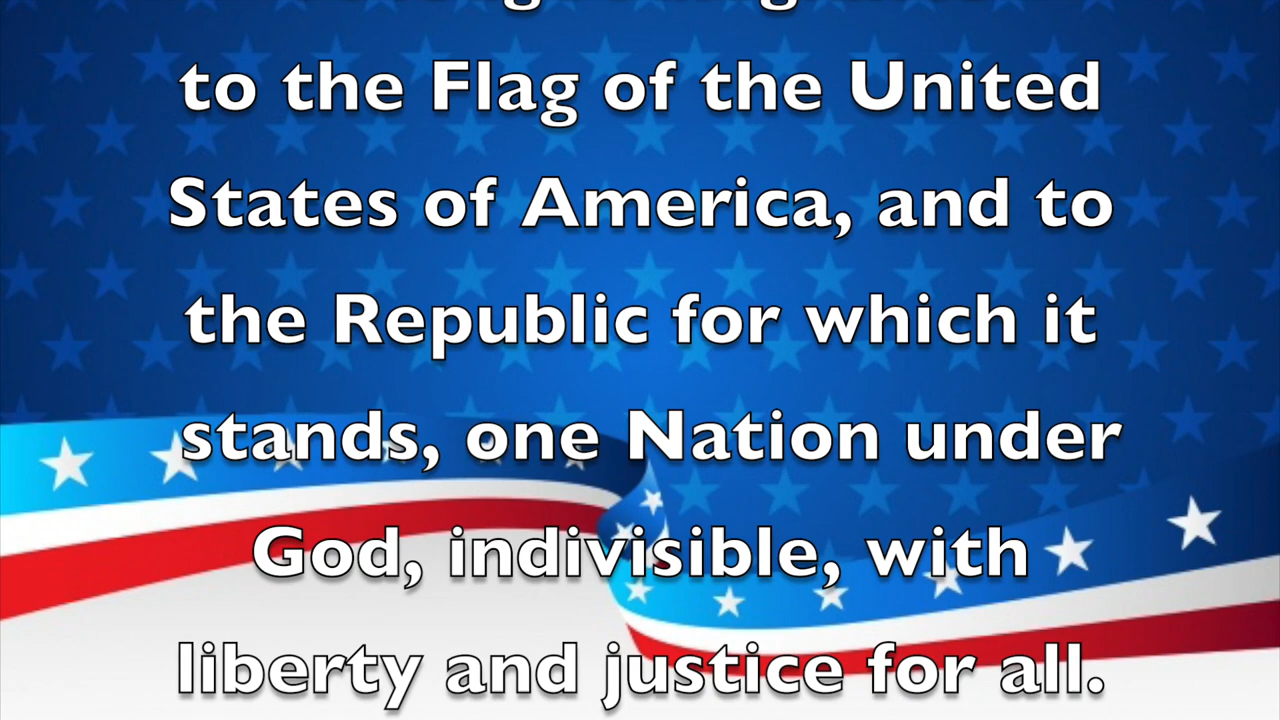 to the Flag of the United
States of America, and to
the Republic for which it
stands, one Nation under
God, indivisible, with
liberty and justice for all.